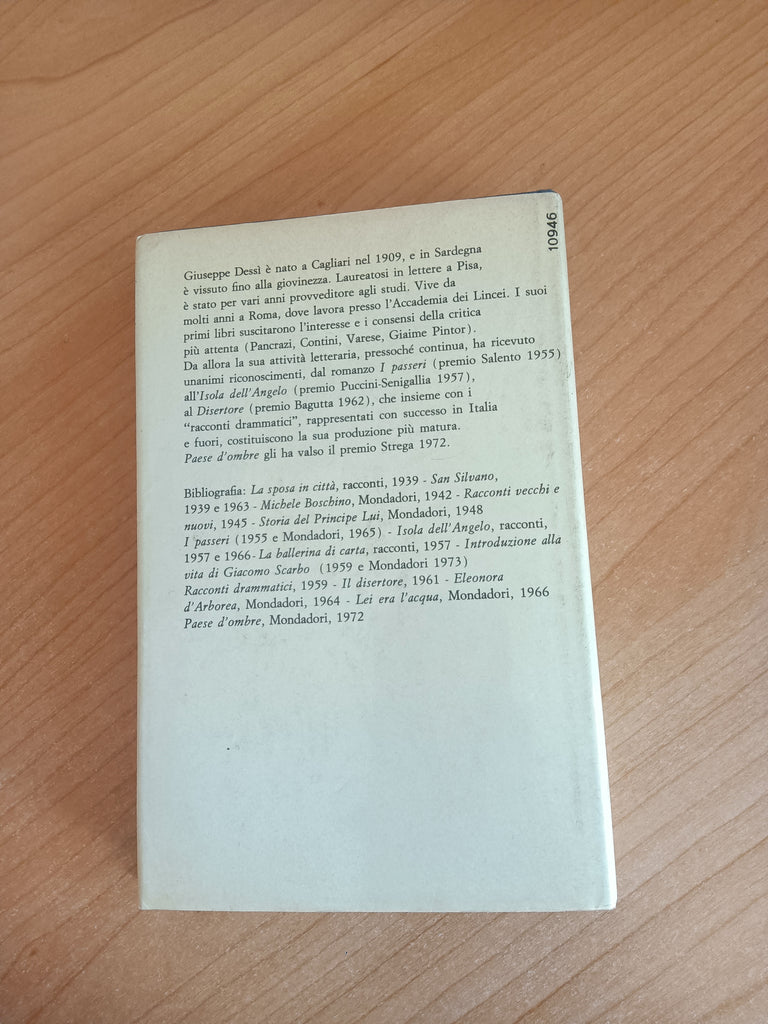 10946
Giuseppe Dessì è nato a Cagliari nel 1909, e in Sardegna
è vissuto fino alla giovinezza. Laureatosi in lettere a Pisa,
è stato per vari anni provveditore agli studi. Vive da
molti anni a Roma, dove lavora presso l'Accademia dei Lincei. I suoi
primi libri suscitarono l'interesse e i consensi della critica
più attenta (Pancrazi, Contini, Varese, Giaime Pintor).
Da allora la sua attività letteraria, pressoché continua, ha ricevuto
unanimi riconoscimenti, dal romanzo I passeri (premio Salento 1955)
all'Isola dell'Angelo (premio Puccini-Senigallia 1957),
al Disertore (premio Bagutta 1962), che insieme con i
"racconti drammatici", rappresentati con successo in Italia
e fuori, costituiscono la sua produzione più matura.
Paese d'ombre gli ha valso il premio Strega 1972.
Bibliografia: La sposa in città, racconti, 1939 - San Silvano,
1939 e 1963 - Michele Boschino, Mondadori, 1942 - Racconti vecchi e
nuovi, 1945 - Storia del Principe Lui, Mondadori, 1948
I passeri (1955 e Mondadori, 1965) - Isola dell'Angelo, racconti,
1957 e 1966 - La ballerina di carta, racconti, 1957 - Introduzione alla
vita di Giacomo Scarbo (1959 e Mondadori 1973)
Racconti drammatici, 1959 - Il disertore, 1961 - Eleonora
d'Arborea, Mondadori, 1964 - Lei era l'acqua, Mondadori, 1966
Paese d'ombre, Mondadori, 1972